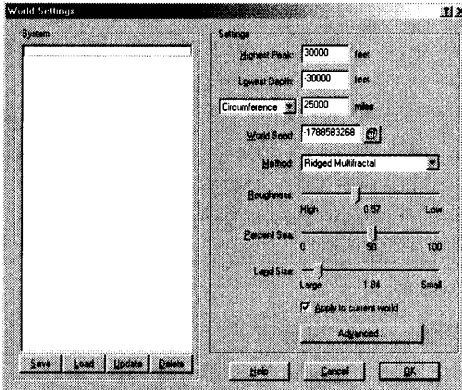 World Settings
System
Save Load Update Delete
Settings
Highest Peak: 30000 feet
Lowest Depth: -30000 feet
Circumference 25000 miles
World Seed: -1788583268
Method: Ridged Multifractal
Roughness:
High 0.57 Low
Percent Sea:
0 58 100
Land Size:
Large 1.84 Small
Apply to current world
Advanced...
Help Cancel OK